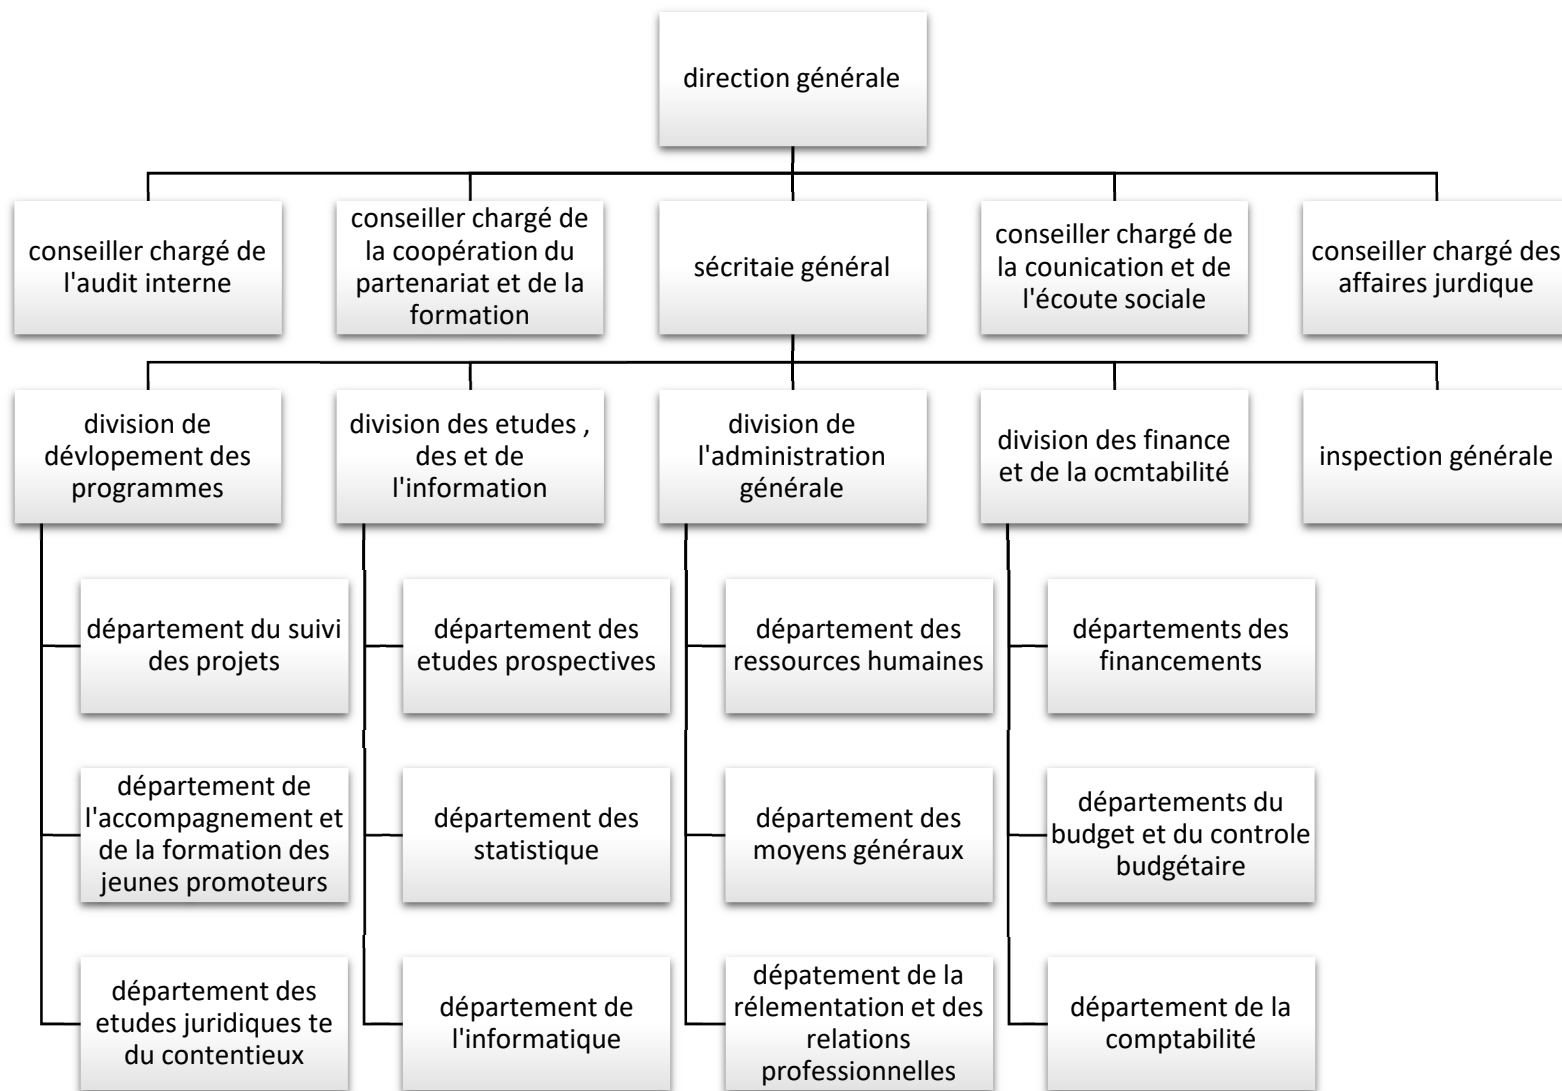 direction générale
conseiller chargé de
l'audit interne
conseiller chargé de
la coopération du
partenariat et de la
formation
sécritaie général
conseiller chargé de
la counication et de
l'écoute sociale
conseiller chargé des
affaires jurdique
division de
dévlopement des
programmes
division des etudes ,
des et de
l'information
division de
l'administration
générale
division des finance
et de la ocmtabilité
inspection générale
département du suivi
des projets
département des
etudes prospectives
département des
ressources humaines
départements des
financements
département de
l'accompagnement et
de la formation des
jeunes promoteurs
département des
statistique
département des
moyens généraux
départements du
budget et du controle
budgétaire
département des
etudes juridiques te
du contentieux
département de
l'informatique
dépatement de la
rélementation et des
relations
professionnelles
département de la
comptabilité